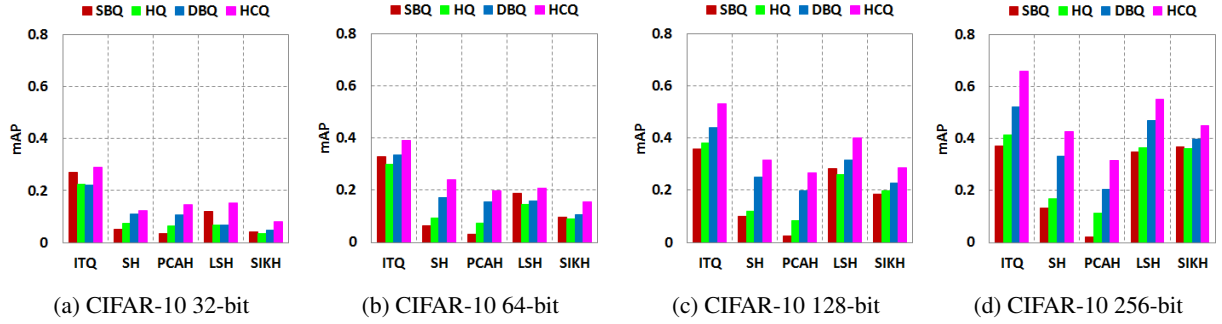 SBQ HQ DBQ HCQ
0.8
0.6
0.4
0.2
0
mAP
ITQ SH PCAH LSH SIKH
(a) CIFAR-10 32-bit
SBQ HQ DBQ HCQ
0.8
0.6
0.4
0.2
0
mAP
ITQ SH PCAH LSH SIKH
(b) CIFAR-10 64-bit
SBQ HQ DBQ HCQ
0.8
0.6
0.4
0.2
0
mAP
ITQ SH PCAH LSH SIKH
(c) CIFAR-10 128-bit
SBQ HQ DBQ HCQ
0.8
0.6
0.4
0.2
0
mAP
ITQ SH PCAH LSH SIKH
(d) CIFAR-10 256-bit